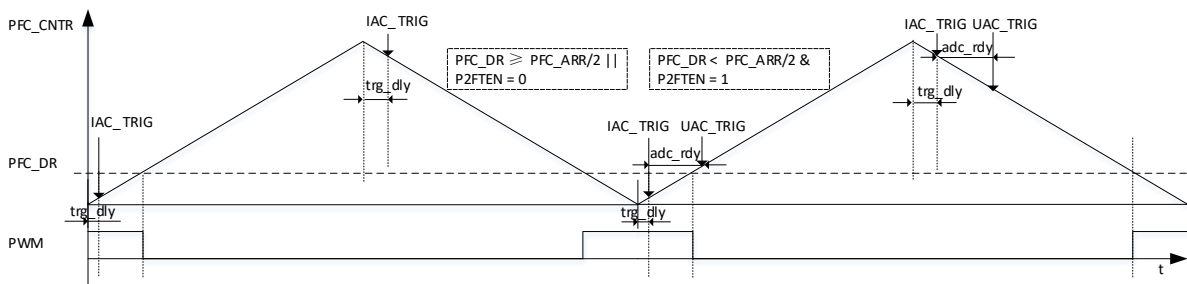 PFC_CNTR
IAC_TRIG
IAC_TRIG
UAC_TRIG
adc_rdy
PFC_DR ≥ PFC_ARR/2 ||
P2FTEN = 0
PFC_DR < PFC_ARR/2 &
P2FTEN = 1
trg_dly
trg_dly
IAC_TRIG
IAC_TRIG
UAC_TRIG
adc_rdy
PFC_DR
trg_dly
trg_dly
PWM
t